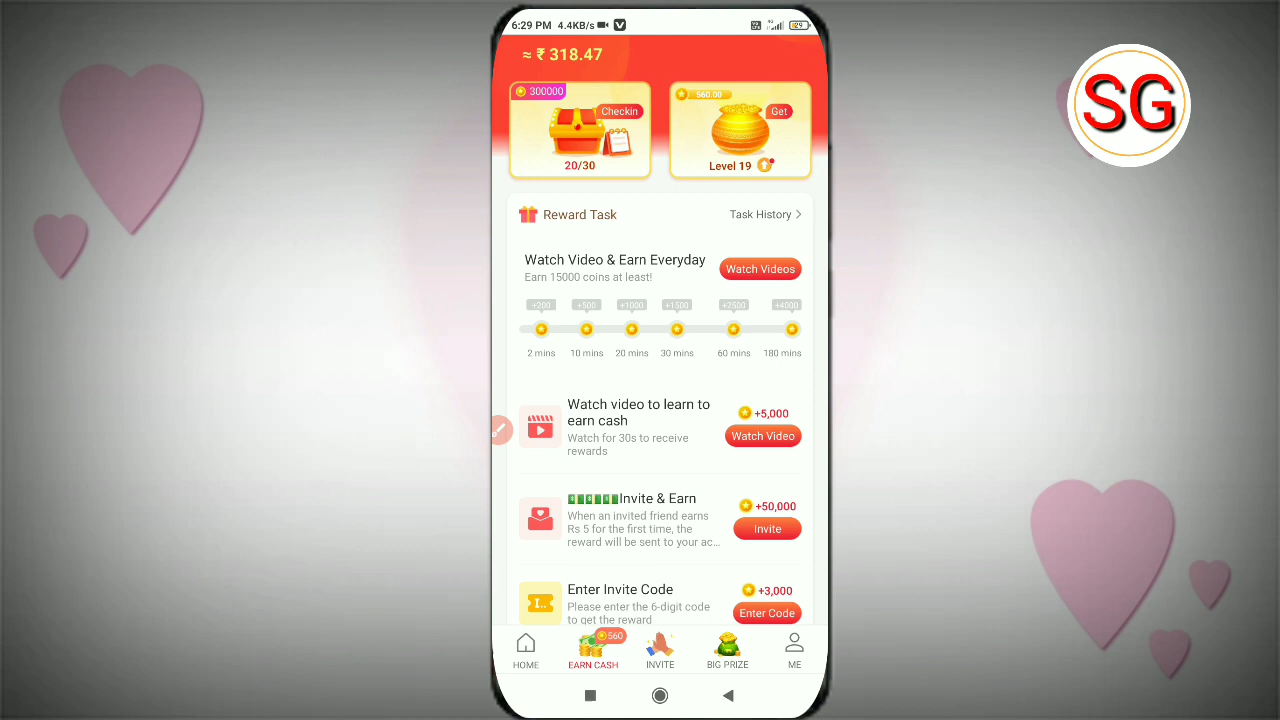 6:29 PM 4.4KB/s
4G
29
SG
≈ ₹ 318.47
300000
Checkin
20/30
560.00
Get
Level 19
Reward Task
Task History
Watch Video & Earn Everyday
Earn 15000 coins at least!
Watch Videos
+200 +500 +1000 +1500 +2500 +4000
2 mins 10 mins 20 mins 30 mins 60 mins 180 mins
Watch video to learn to
earn cash
Watch for 30s to receive
rewards
+5,000
Watch Video
💵💵💵💵💵💵Invite & Earn
When an invited friend earns
Rs 5 for the first time, the
reward will be sent to your ac...
+50,000
Invite
Enter Invite Code
Please enter the 6-digit code
to get the reward
+3,000
Enter Code
1..
560
HOME EARN CASH INVITE BIG PRIZE ME